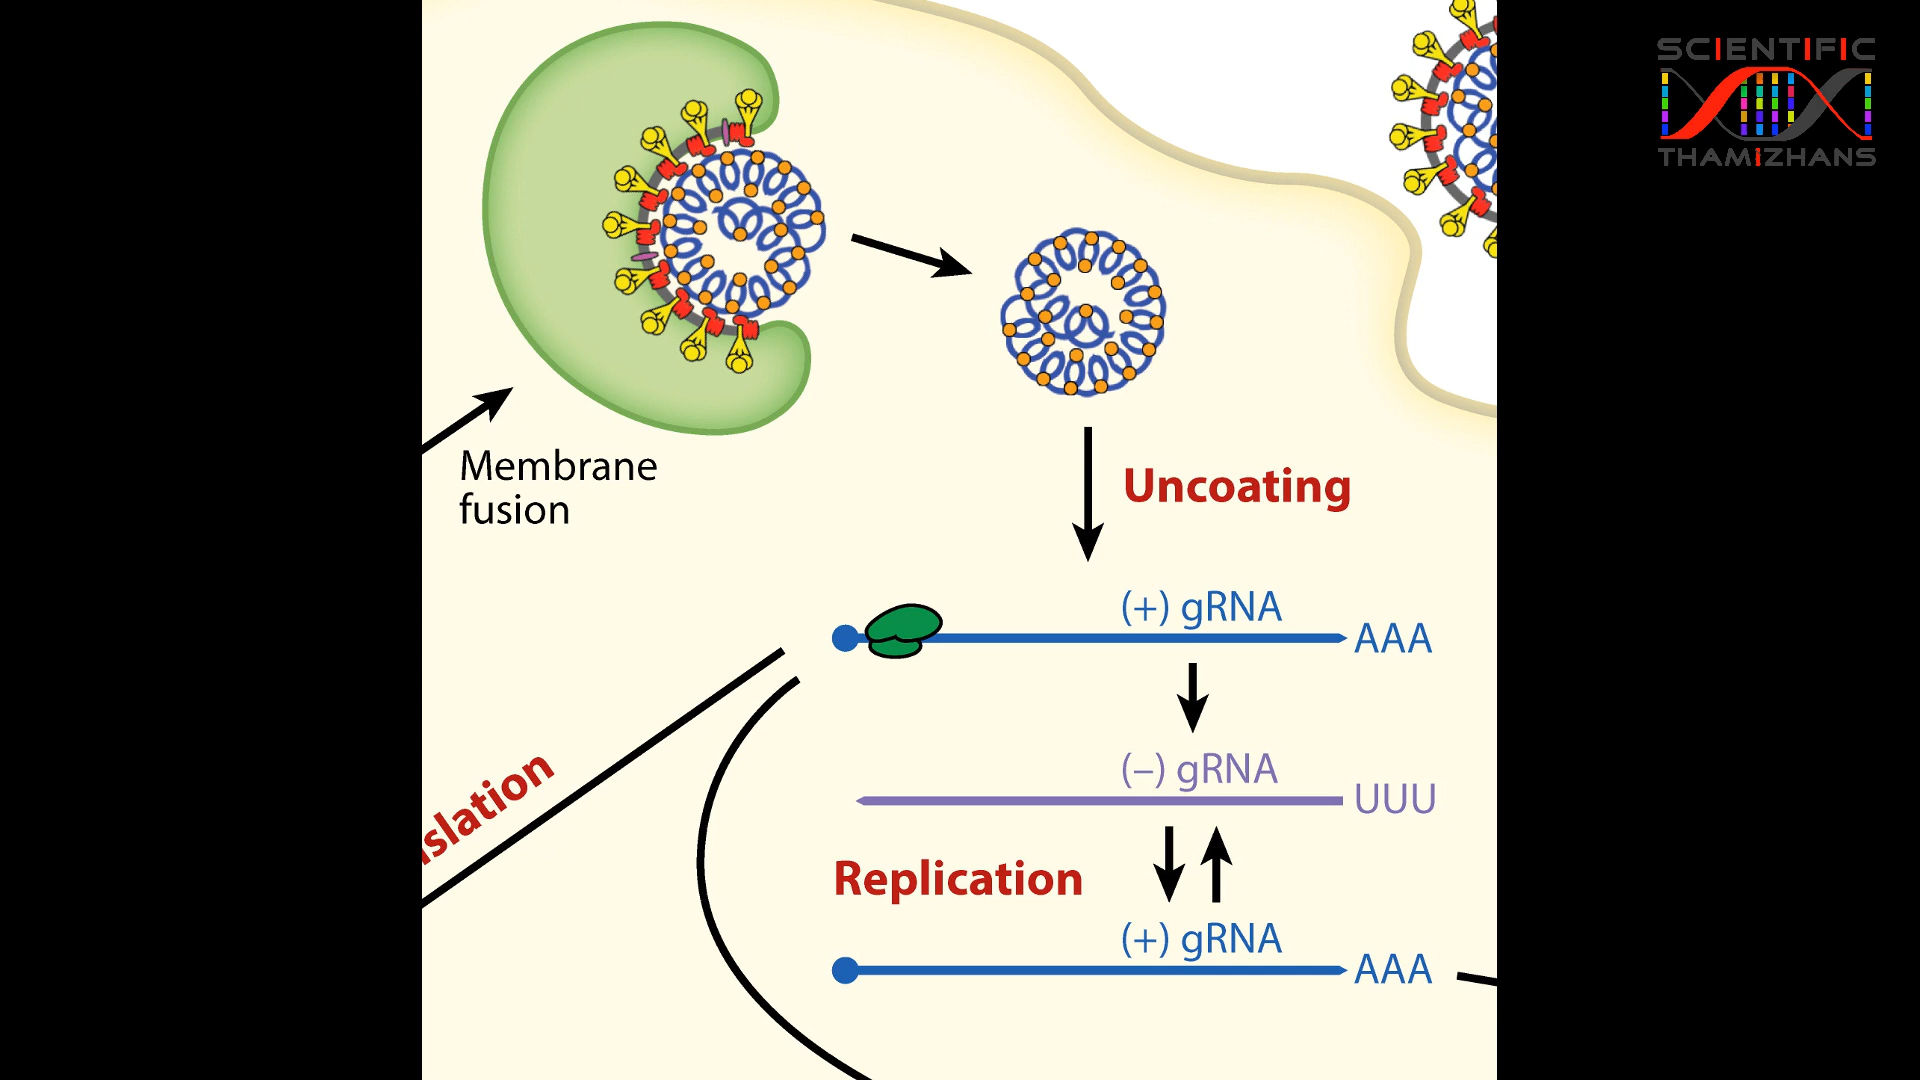 SCIENTIFIC
THAMIZHANS
Membrane
fusion
Uncoating
(+) gRNA
AAA
(–) gRNA
UUU
slation
Replication
(+) gRNA
AAA